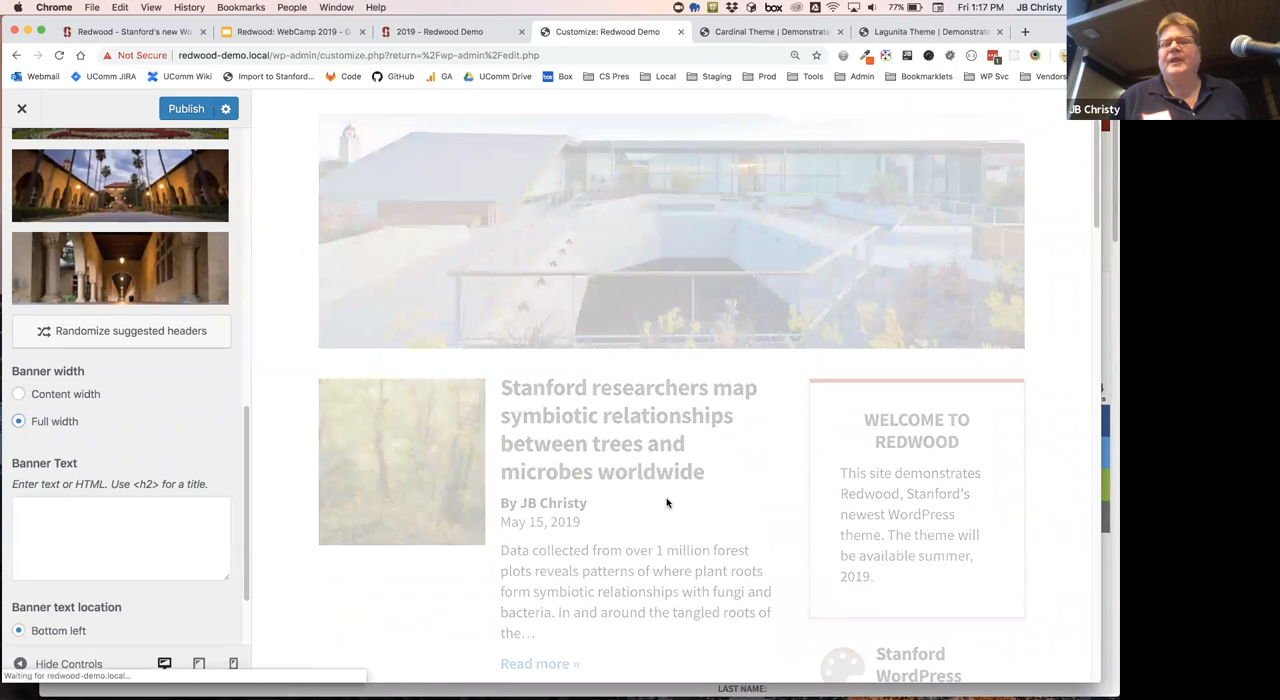 Chrome File Edit View History Bookmarks People Window Help
box 77% Fri 1:17 PM JB Christy
Redwood - Stanford's new Wo × Redwood: WebCamp 2019 - G × 2019 - Redwood Demo × Customize: Redwood Demo × Cardinal Theme | Demonstrate × Lagunita Theme | Demonstrat × +
Not Secure | redwood-demo.local/wp-admin/customize.php?return=%2Fwp-admin%2Fedit.php
Webmail UComm JIRA UComm Wiki Import to Stanford... Code GitHub GA UComm Drive Box CS Pres Local Staging Prod Tools Admin Bookmarklets WP Svc Vendors
JB Christy
× Publish
Randomize suggested headers
Banner width
Content width
Full width
Banner Text
Enter text or HTML. Use <h2> for a title.
Banner text location
Bottom left
Hide Controls
Waiting for redwood-demo.local...
Stanford researchers map
symbiotic relationships
between trees and
microbes worldwide
By JB Christy
May 15, 2019
Data collected from over 1 million forest
plots reveals patterns of where plant roots
form symbiotic relationships with fungi and
bacteria. In and around the tangled roots of
the...
Read more »
WELCOME TO
REDWOOD
This site demonstrates
Redwood, Stanford's
newest WordPress
theme. The theme will
be available summer,
2019.
Stanford
WordPress
LAST NAME: